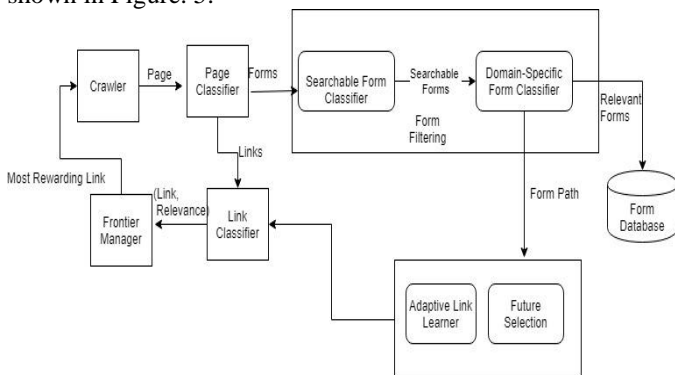 shown in Figure. 3.
Crawler
Page
Page
Classifier
Forms
Searchable Form
Classifier
Searchable
Forms
Domain-Specific
Form Classifier
Form
Filtering
Relevant
Forms
Links
Most Rewarding Link
Frontier
Manager
(Link,
Relevance)
Link
Classifier
Form Path
Form
Database
Adaptive Link
Learner
Future
Selection